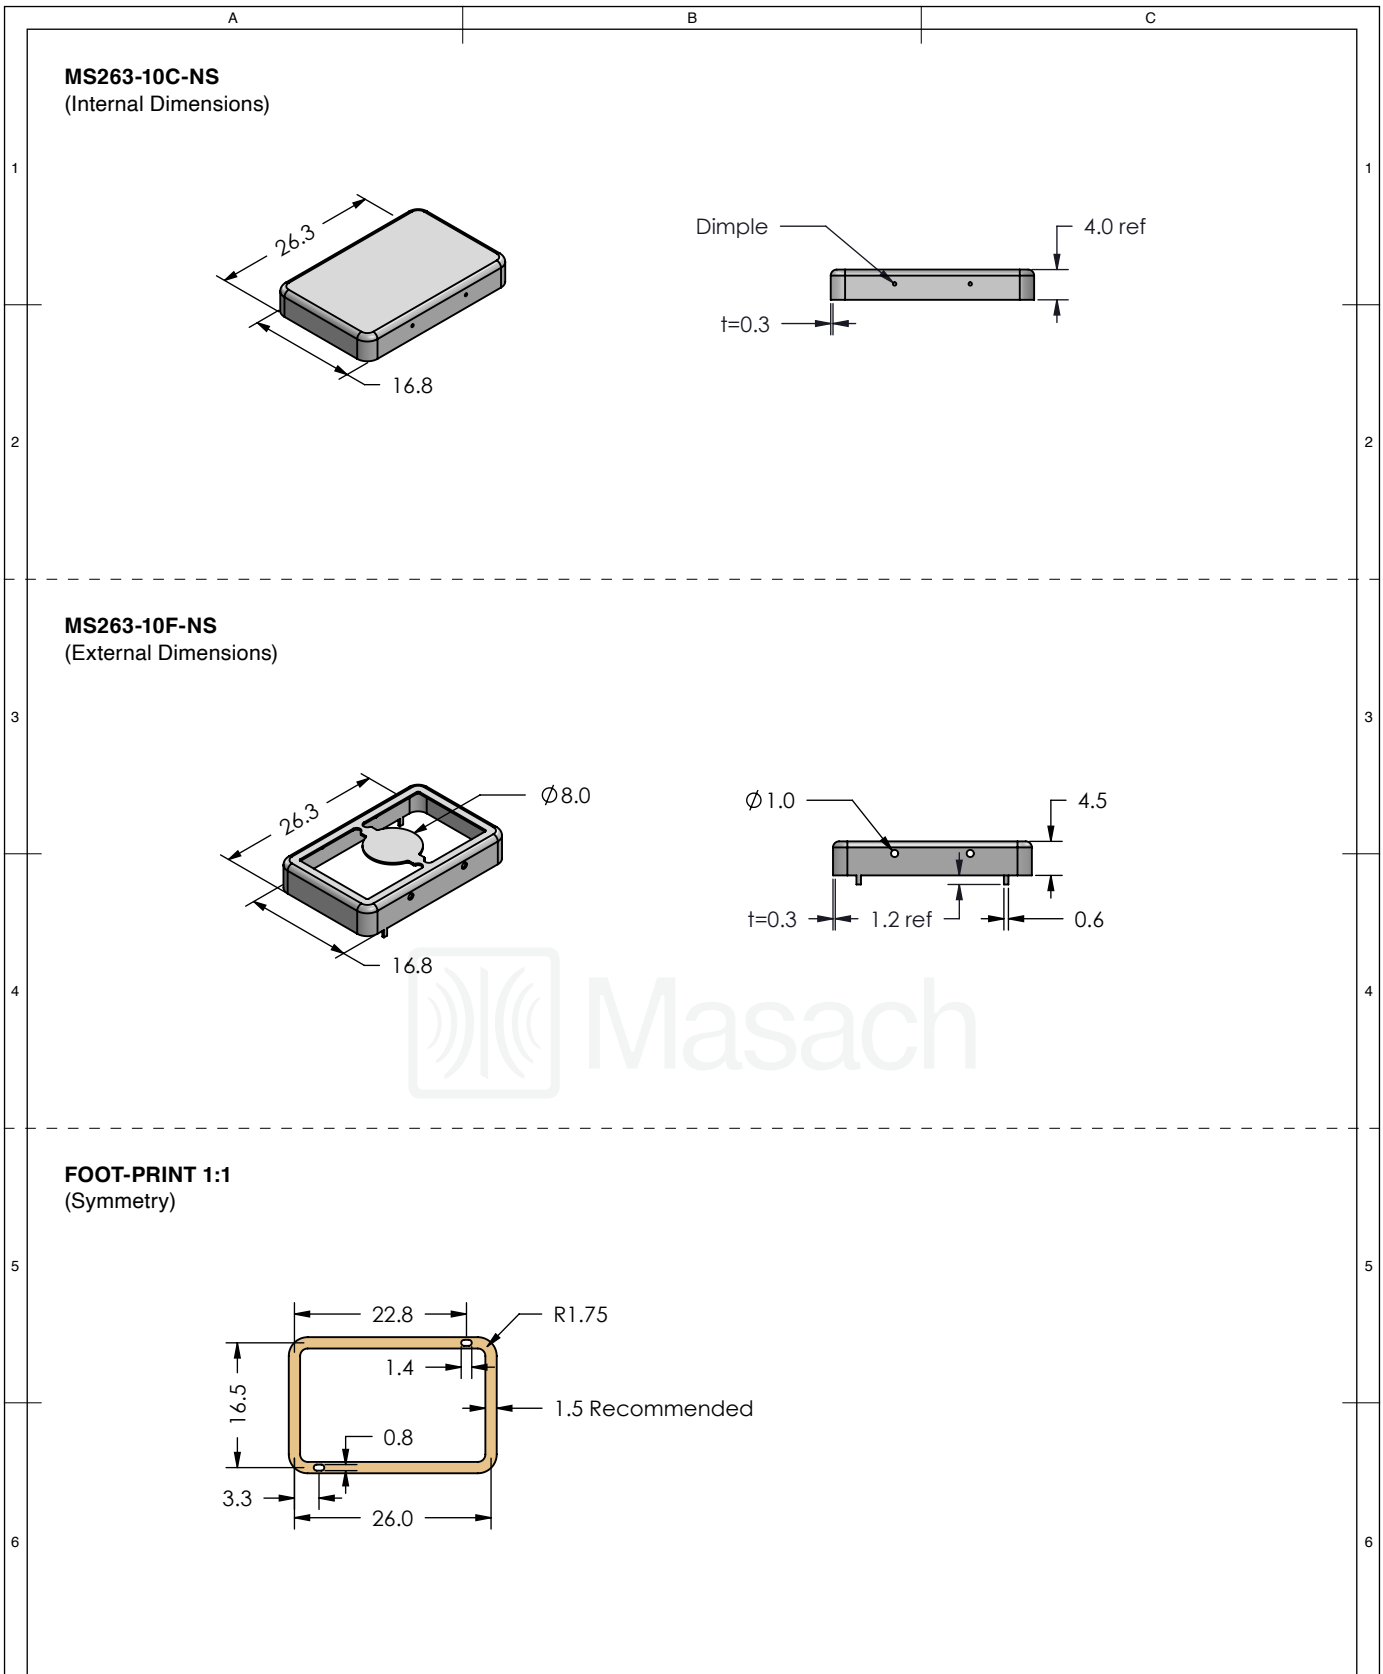 A B C
MS263-10C-NS
(Internal Dimensions)
1 1
26.3
16.8
Dimple
4.0 ref
t=0.3
2 2
MS263-10F-NS
(External Dimensions)
3 3
26.3
Ø8.0
16.8
Ø1.0
4.5
t=0.3
1.2 ref
0.6
Masach
4 4
FOOT-PRINT 1:1
(Symmetry)
5 5
22.8
R1.75
1.4
16.5
1.5 Recommended
0.8
3.3
26.0
6 6